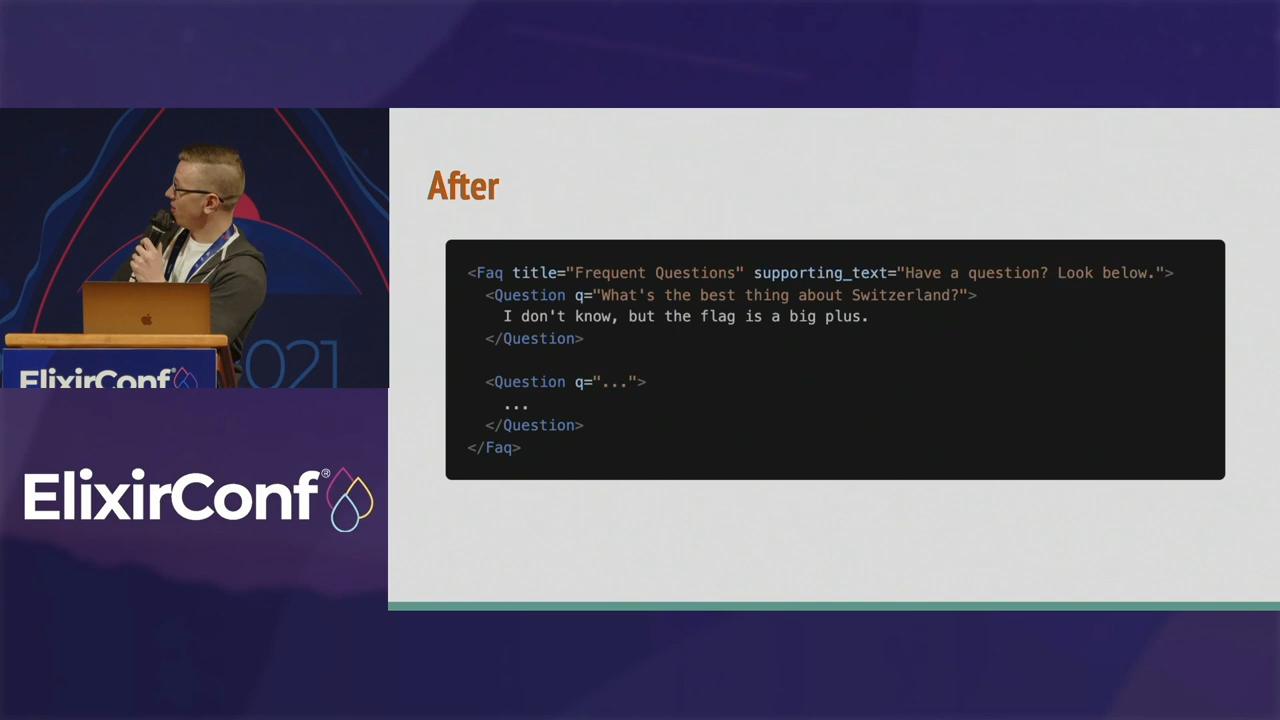 After
<Faq title="Frequent Questions" supporting_text="Have a question? Look below.">
<Question q="What's the best thing about Switzerland?">
I don't know, but the flag is a big plus.
</Question>
<Question q="...">
...
</Question>
</Faq>
2021
ElixirConf
ElixirConf®